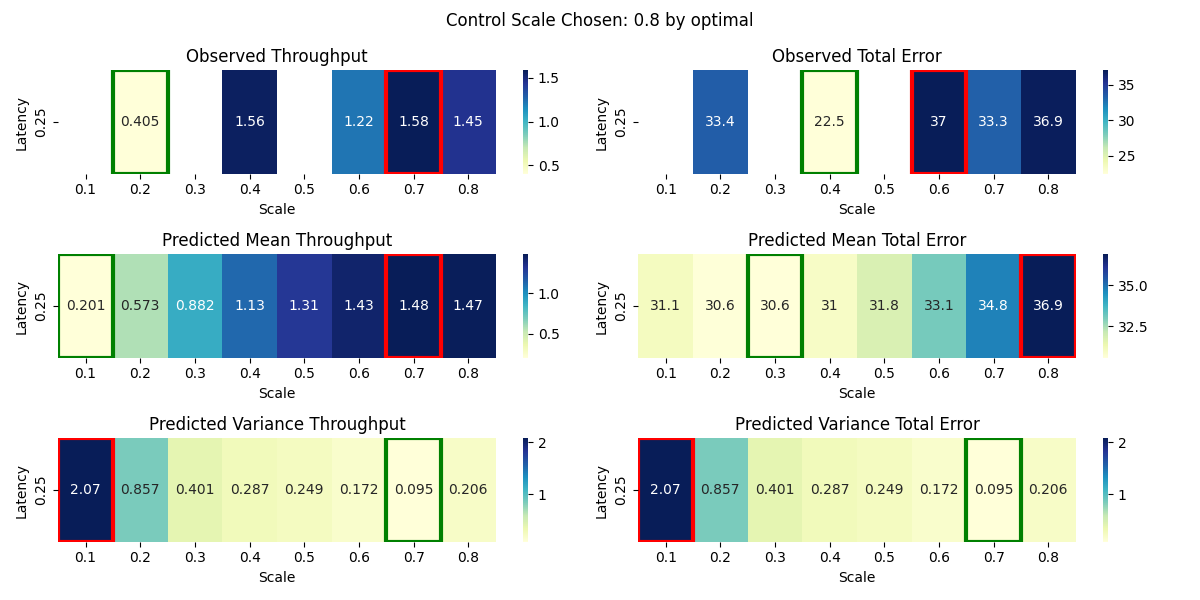 Control Scale Chosen: 0.8 by optimal
Observed Throughput
Latency
0.25
0.405 1.56 1.22 1.58 1.45
0.1 0.2 0.3 0.4 0.5 0.6 0.7 0.8
Scale
1.5
1.0
0.5
Observed Total Error
Latency
0.25
33.4 22.5 37 33.3 36.9
0.1 0.2 0.3 0.4 0.5 0.6 0.7 0.8
Scale
35
30
25
Predicted Mean Throughput
Latency
0.25
0.201 0.573 0.882 1.13 1.31 1.43 1.48 1.47
0.1 0.2 0.3 0.4 0.5 0.6 0.7 0.8
Scale
1.0
0.5
Predicted Mean Total Error
Latency
0.25
31.1 30.6 30.6 31 31.8 33.1 34.8 36.9
0.1 0.2 0.3 0.4 0.5 0.6 0.7 0.8
Scale
35.0
32.5
Predicted Variance Throughput
Latency
0.25
2.07 0.857 0.401 0.287 0.249 0.172 0.095 0.206
0.1 0.2 0.3 0.4 0.5 0.6 0.7 0.8
Scale
2
1
Predicted Variance Total Error
Latency
0.25
2.07 0.857 0.401 0.287 0.249 0.172 0.095 0.206
0.1 0.2 0.3 0.4 0.5 0.6 0.7 0.8
Scale
2
1